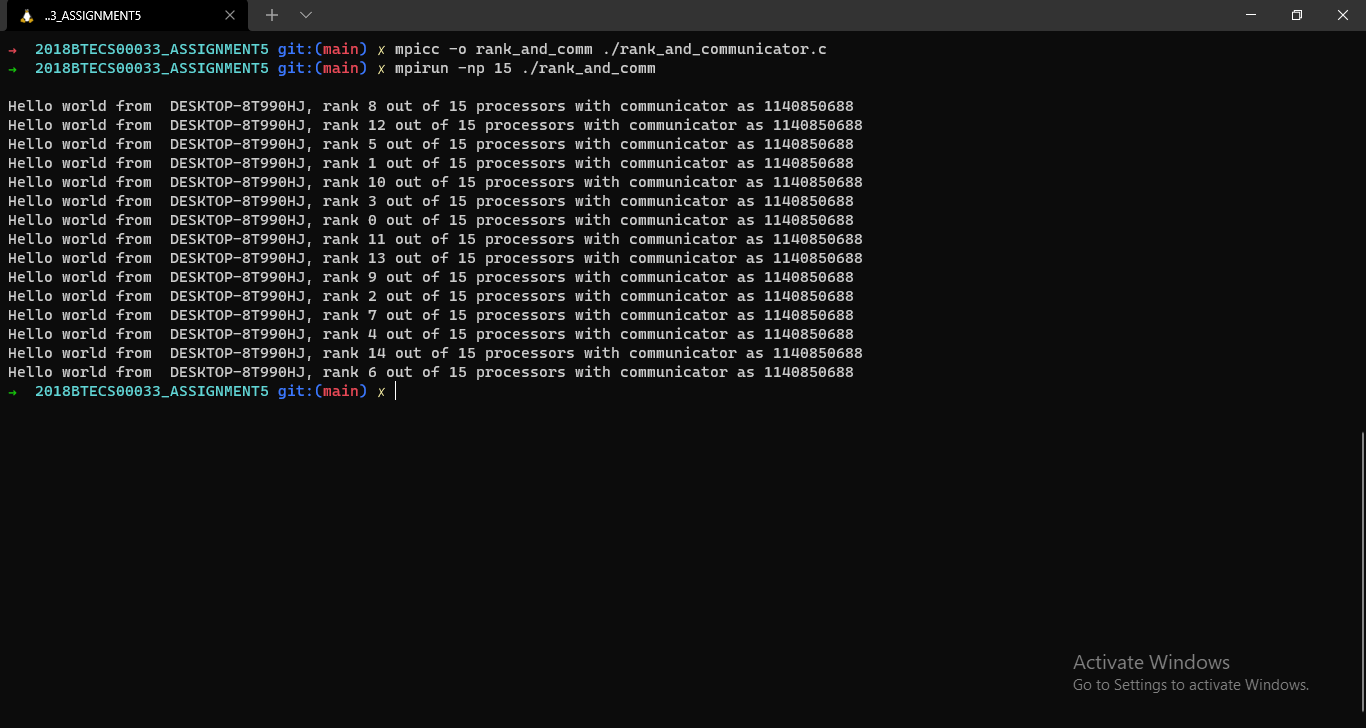 ..3_ASSIGNMENT5
→ 2018BTECS00033_ASSIGNMENT5 git:(main) ✗ mpicc -o rank_and_comm ./rank_and_communicator.c
→ 2018BTECS00033_ASSIGNMENT5 git:(main) ✗ mpirun -np 15 ./rank_and_comm
Hello world from  DESKTOP-8T990HJ, rank 8 out of 15 processors with communicator as 1140850688
Hello world from  DESKTOP-8T990HJ, rank 12 out of 15 processors with communicator as 1140850688
Hello world from  DESKTOP-8T990HJ, rank 5 out of 15 processors with communicator as 1140850688
Hello world from  DESKTOP-8T990HJ, rank 1 out of 15 processors with communicator as 1140850688
Hello world from  DESKTOP-8T990HJ, rank 10 out of 15 processors with communicator as 1140850688
Hello world from  DESKTOP-8T990HJ, rank 3 out of 15 processors with communicator as 1140850688
Hello world from  DESKTOP-8T990HJ, rank 0 out of 15 processors with communicator as 1140850688
Hello world from  DESKTOP-8T990HJ, rank 11 out of 15 processors with communicator as 1140850688
Hello world from  DESKTOP-8T990HJ, rank 13 out of 15 processors with communicator as 1140850688
Hello world from  DESKTOP-8T990HJ, rank 9 out of 15 processors with communicator as 1140850688
Hello world from  DESKTOP-8T990HJ, rank 2 out of 15 processors with communicator as 1140850688
Hello world from  DESKTOP-8T990HJ, rank 7 out of 15 processors with communicator as 1140850688
Hello world from  DESKTOP-8T990HJ, rank 4 out of 15 processors with communicator as 1140850688
Hello world from  DESKTOP-8T990HJ, rank 14 out of 15 processors with communicator as 1140850688
Hello world from  DESKTOP-8T990HJ, rank 6 out of 15 processors with communicator as 1140850688
→ 2018BTECS00033_ASSIGNMENT5 git:(main) ✗
Activate Windows
Go to Settings to activate Windows.